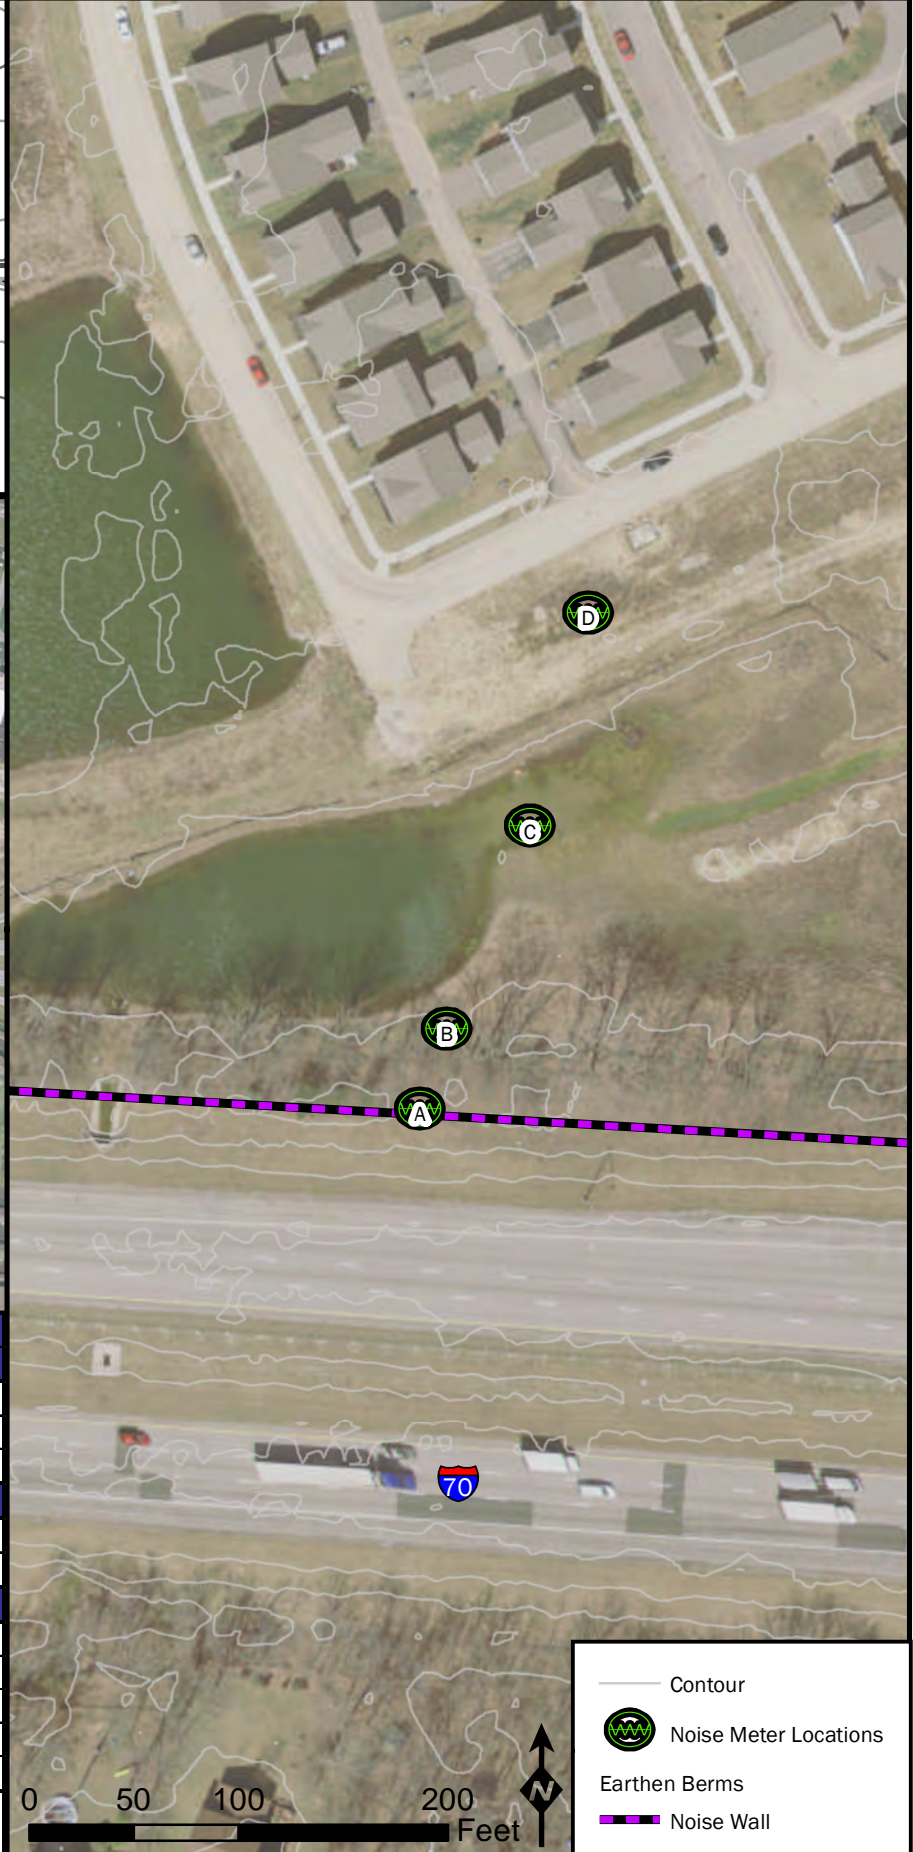 D
C
B
A
70
Contour
Noise Meter Locations
Earthen Berms
Noise Wall
N
0 50 100 200
Feet